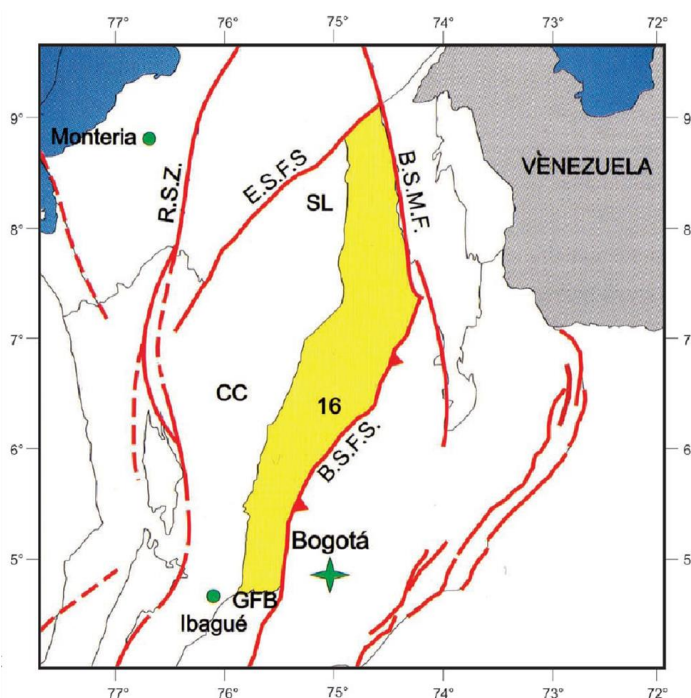 77° 76° 75° 74° 73° 72°
9° 9
Monteria
VÈNEZUELA
R.S.Z.
E.S.F.S
B.S.M.F.
SL
8° 8
7° 7
CC
16
6° 6
B.S.F.S.
Bogotá
5° 5
GFB
Ibagué
77° 76° 75° 74° 73° 72°